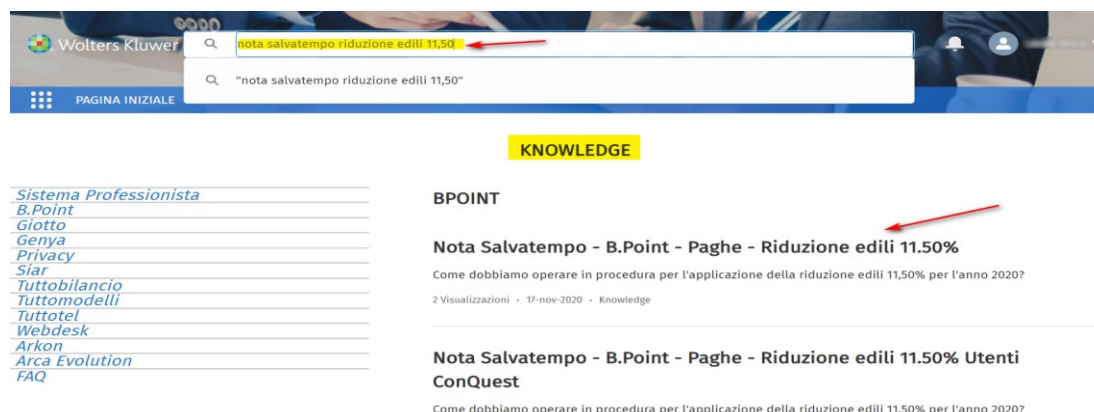 Wolters Kluwer
nota salvatempo riduzione edili 11,50
"nota salvatempo riduzione edili 11,50"
PAGINA INIZIALE
KNOWLEDGE
Sistema Professionista
B.Point
Giotto
Genya
Privacy
Siar
Tuttobilancio
Tuttomodelli
Tuttotel
Webdesk
Arkon
Arca Evolution
FAQ
BPOINT
Nota Salvatempo - B.Point - Paghe - Riduzione edili 11.50%
Come dobbiamo operare in procedura per l'applicazione della riduzione edili 11,50% per l'anno 2020?
2 Visualizzazioni • 17-nov-2020 • Knowledge
Nota Salvatempo - B.Point - Paghe - Riduzione edili 11.50% Utenti
ConQuest
Come dobbiamo operare in procedura per l'applicazione della riduzione edili 11,50% per l'anno 2020?